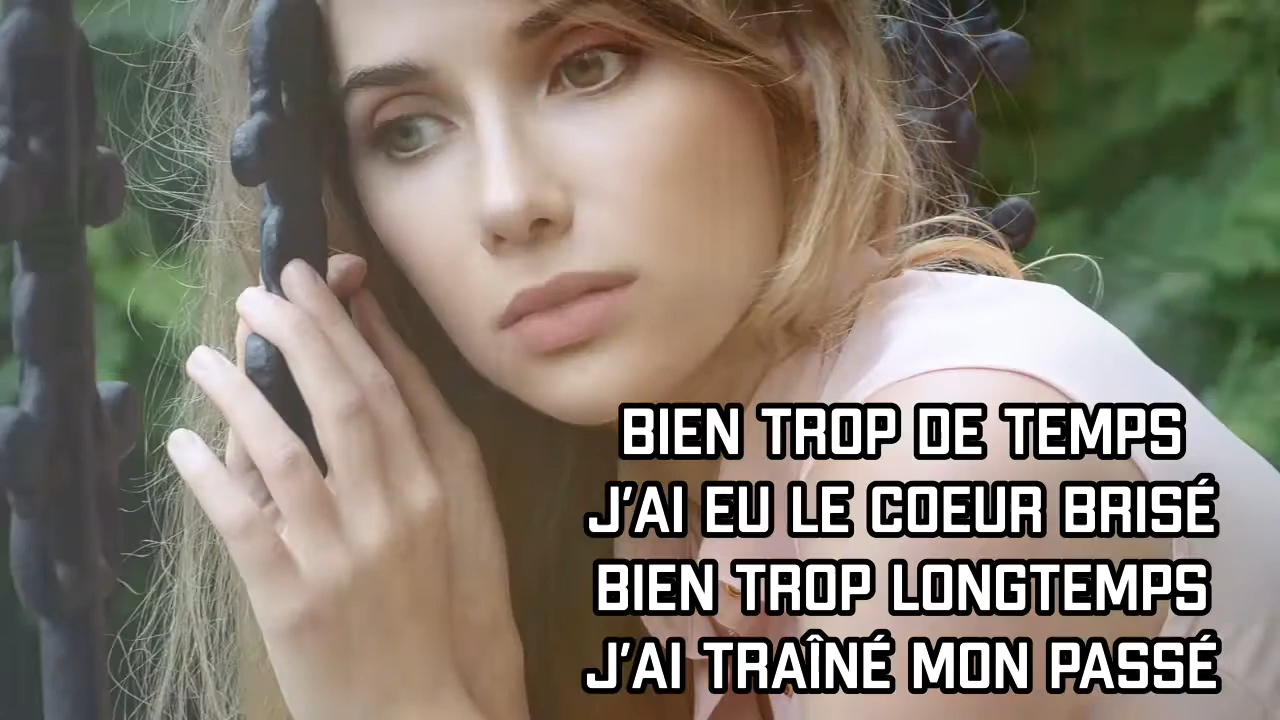 BIEN TROP DE TEMPS
J'AI EU LE COEUR BRISÉ
BIEN TROP LONGTEMPS
J'AI TRAÎNÉ MON PASSÉ